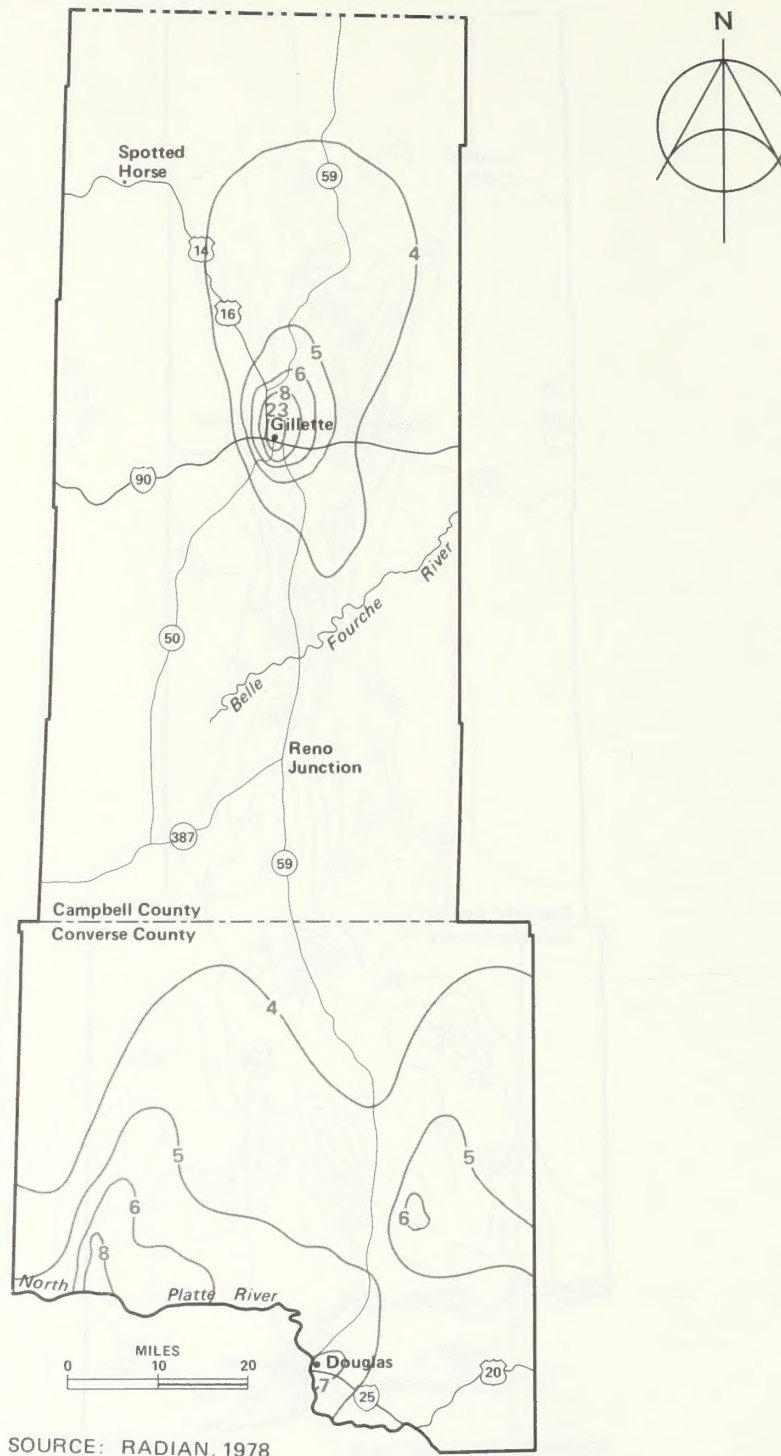 N
Spotted
Horse
59
14
4
16
5
6
8
23
Gillette
90
River
Fourche
Belle
50
Reno
Junction
387
59
Campbell County
Converse County
4
5
5
6
6
8
North
Platte River
MILES
0 10 20
Douglas
7
25
20
SOURCE: RADIAN, 1978